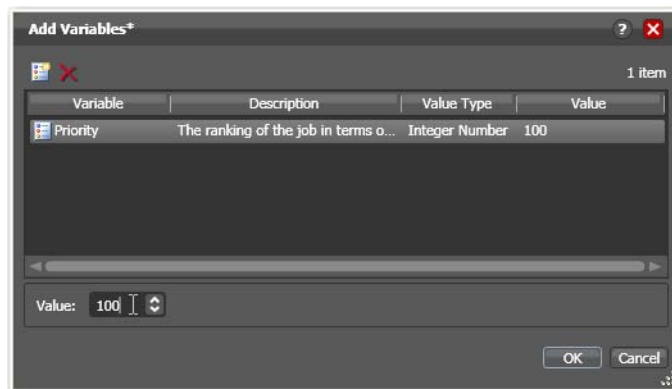 Add Variables*
?
1 item
Variable Description Value Type Value
Priority The ranking of the job in terms o... Integer Number 100
Value: 100
OK Cancel